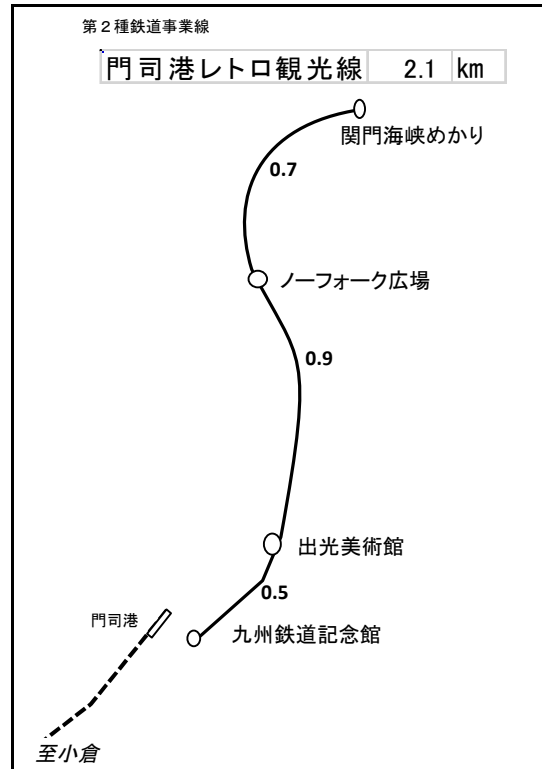 第２種鉄道事業線
門司港レトロ観光線 2.1 km
関門海峡めかり
0.7
ノーフォーク広場
0.9
出光美術館
0.5
門司港
九州鉄道記念館
至小倉